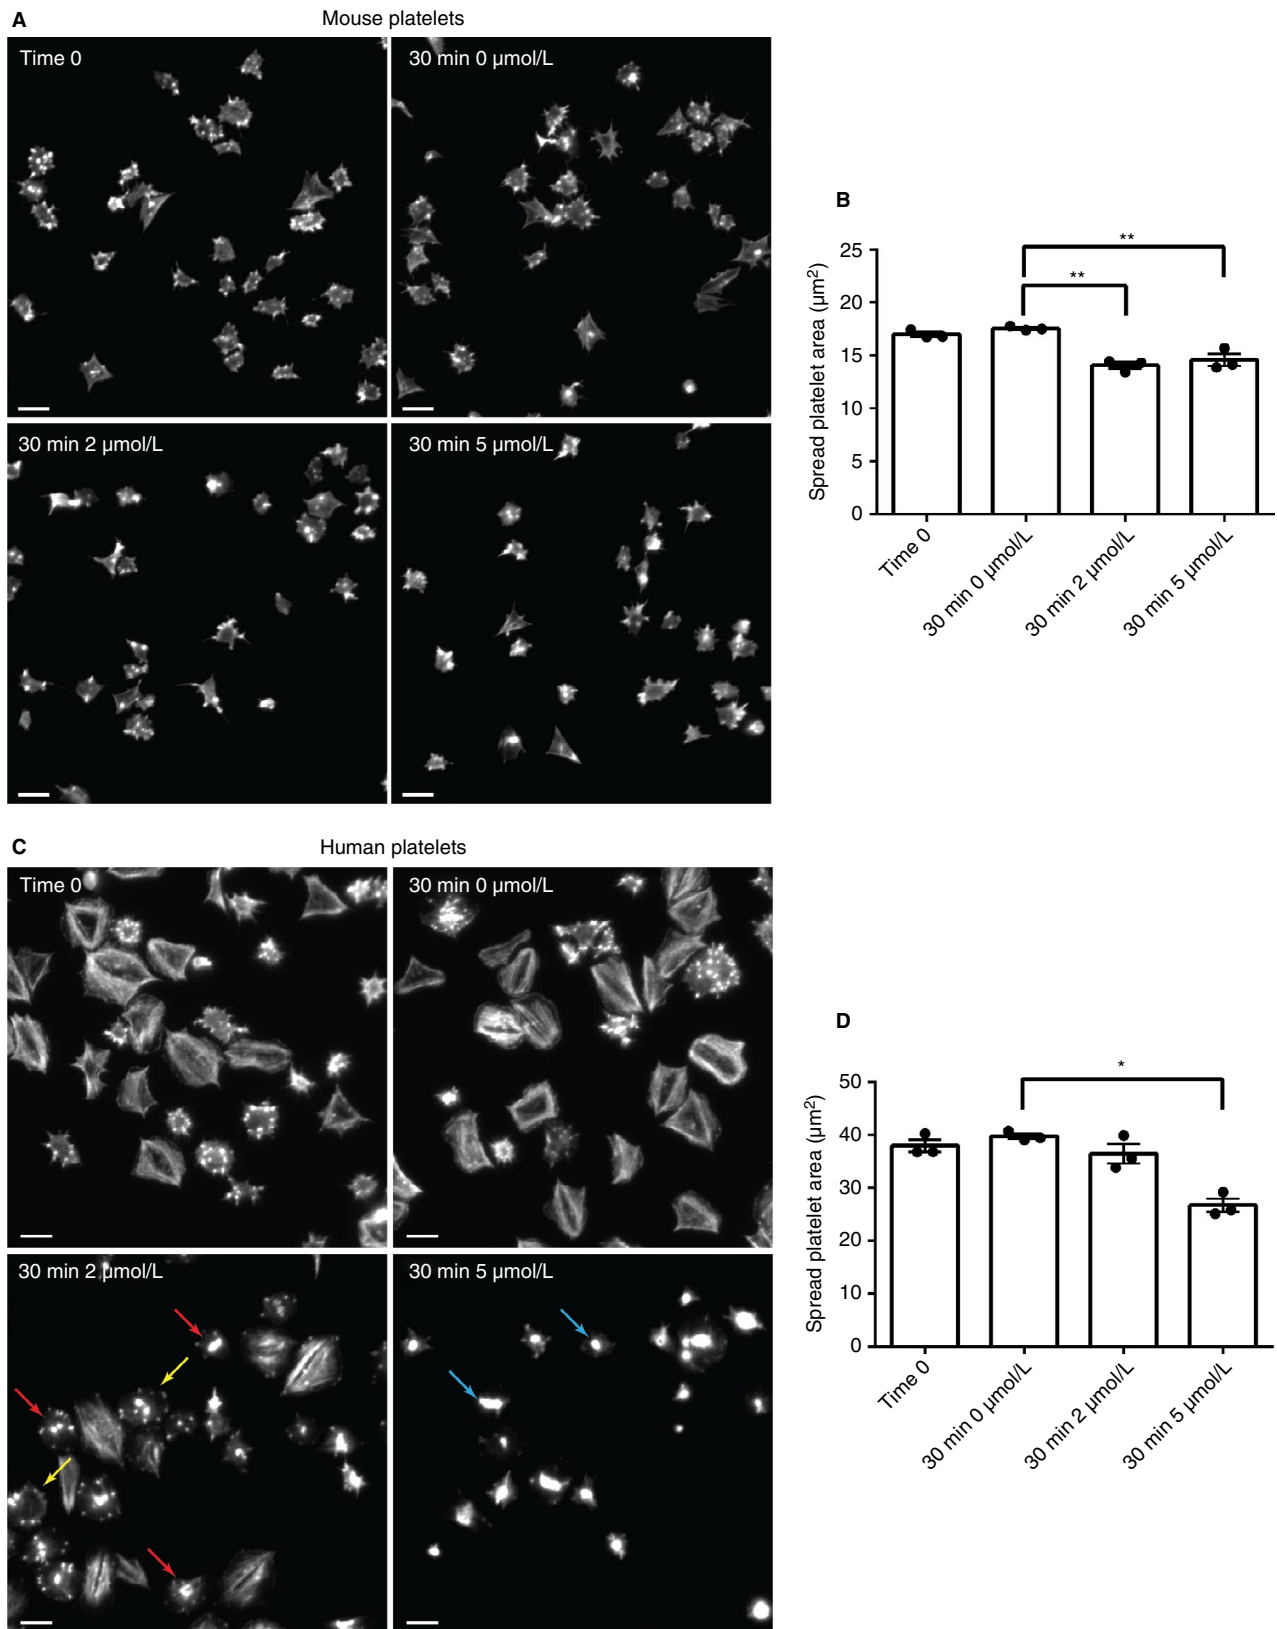 A
Mouse platelets
Time 0
30 min 0 µmol/L
30 min 2 µmol/L
30 min 5 µmol/L
B
Spread platelet area (µm²)
25
20
15
10
5
0
**
**
Time 0
30 min 0 µmol/L
30 min 2 µmol/L
30 min 5 µmol/L
C
Human platelets
Time 0
30 min 0 µmol/L
30 min 2 µmol/L
30 min 5 µmol/L
D
Spread platelet area (µm²)
50
40
30
20
10
0
*
Time 0
30 min 0 µmol/L
30 min 2 µmol/L
30 min 5 µmol/L